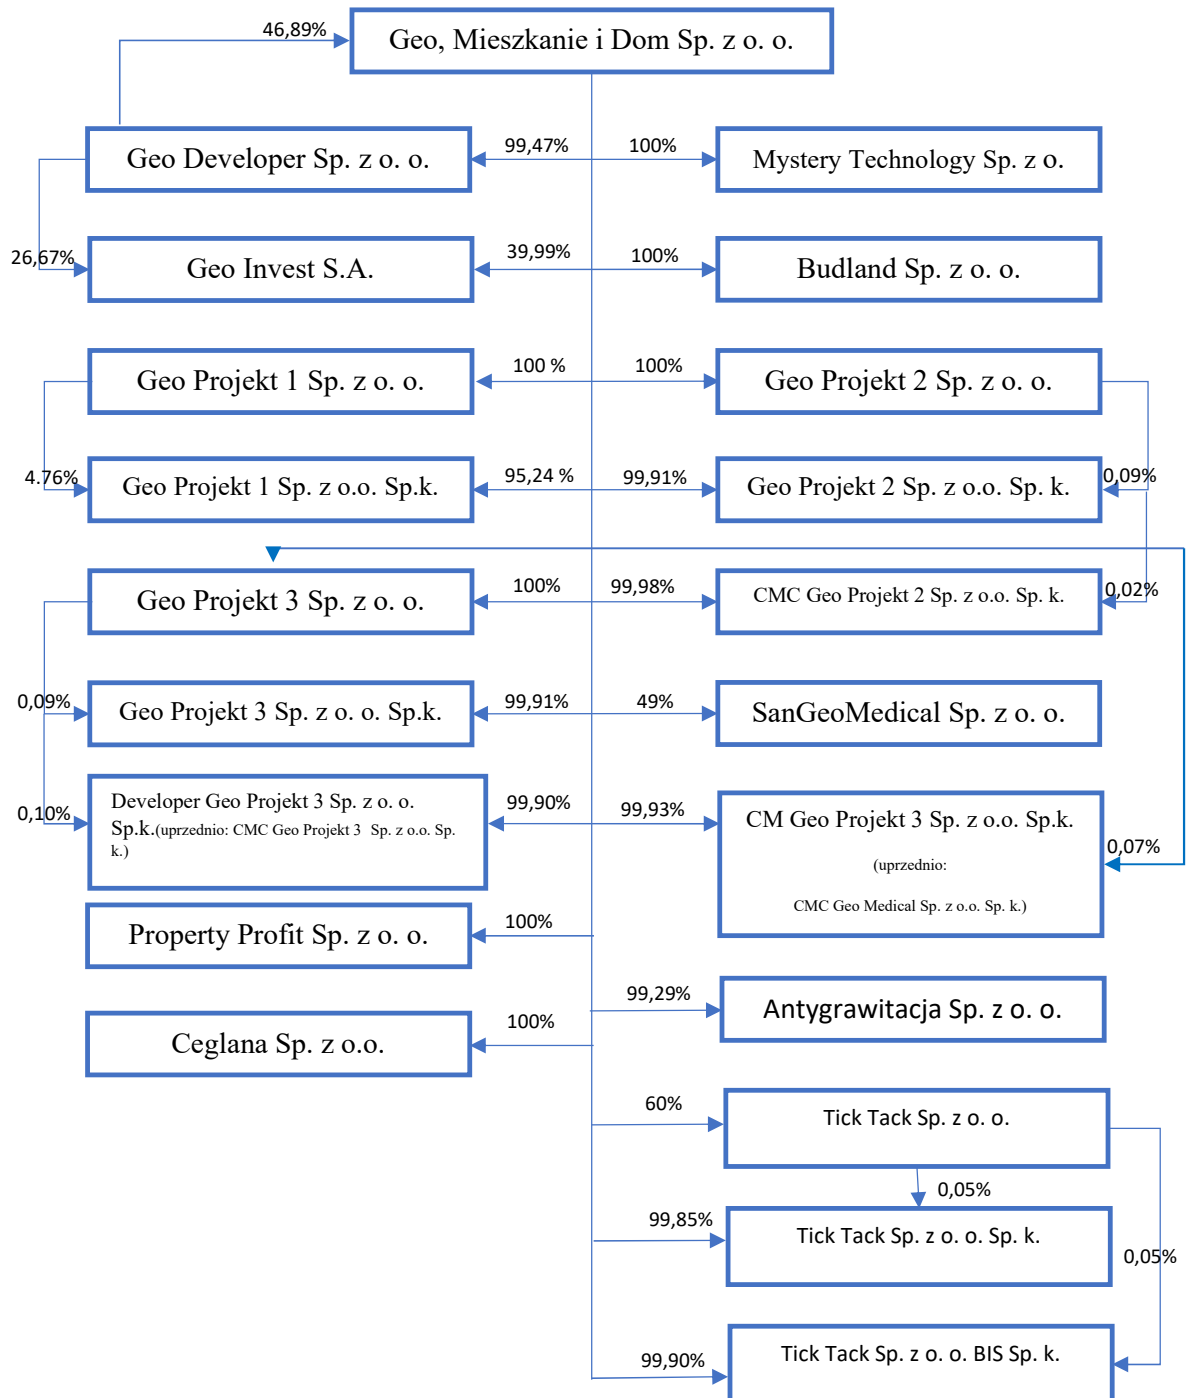 46,89%
Geo, Mieszkanie i Dom Sp. z o. o.
Geo Developer Sp. z o. o.
99,47%
100%
Mystery Technology Sp. z o.
26,67%
Geo Invest S.A.
39,99%
100%
Budland Sp. z o. o.
Geo Projekt 1 Sp. z o. o.
100 %
100%
Geo Projekt 2 Sp. z o. o.
4.76%
Geo Projekt 1 Sp. z o.o. Sp.k.
95,24 %
99,91%
Geo Projekt 2 Sp. z o.o. Sp. k.
0,09%
Geo Projekt 3 Sp. z o. o.
100%
99,98%
CMC Geo Projekt 2 Sp. z o.o. Sp. k.
0,02%
0,09%
Geo Projekt 3 Sp. z o. o. Sp.k.
99,91%
49%
SanGeoMedical Sp. z o. o.
0,10%
Developer Geo Projekt 3 Sp. z o. o.
Sp.k.(uprzednio: CMC Geo Projekt 3 Sp. z o.o. Sp.
k.)
99,90%
99,93%
CM Geo Projekt 3 Sp. z o.o. Sp.k.
(uprzednio:
CMC Geo Medical Sp. z o.o. Sp. k.)
0,07%
Property Profit Sp. z o. o.
100%
99,29%
Antygrawitacja Sp. z o. o.
Ceglana Sp. z o.o.
100%
60%
Tick Tack Sp. z o. o.
0,05%
99,85%
Tick Tack Sp. z o. o. Sp. k.
0,05%
99,90%
Tick Tack Sp. z o. o. BIS Sp. k.